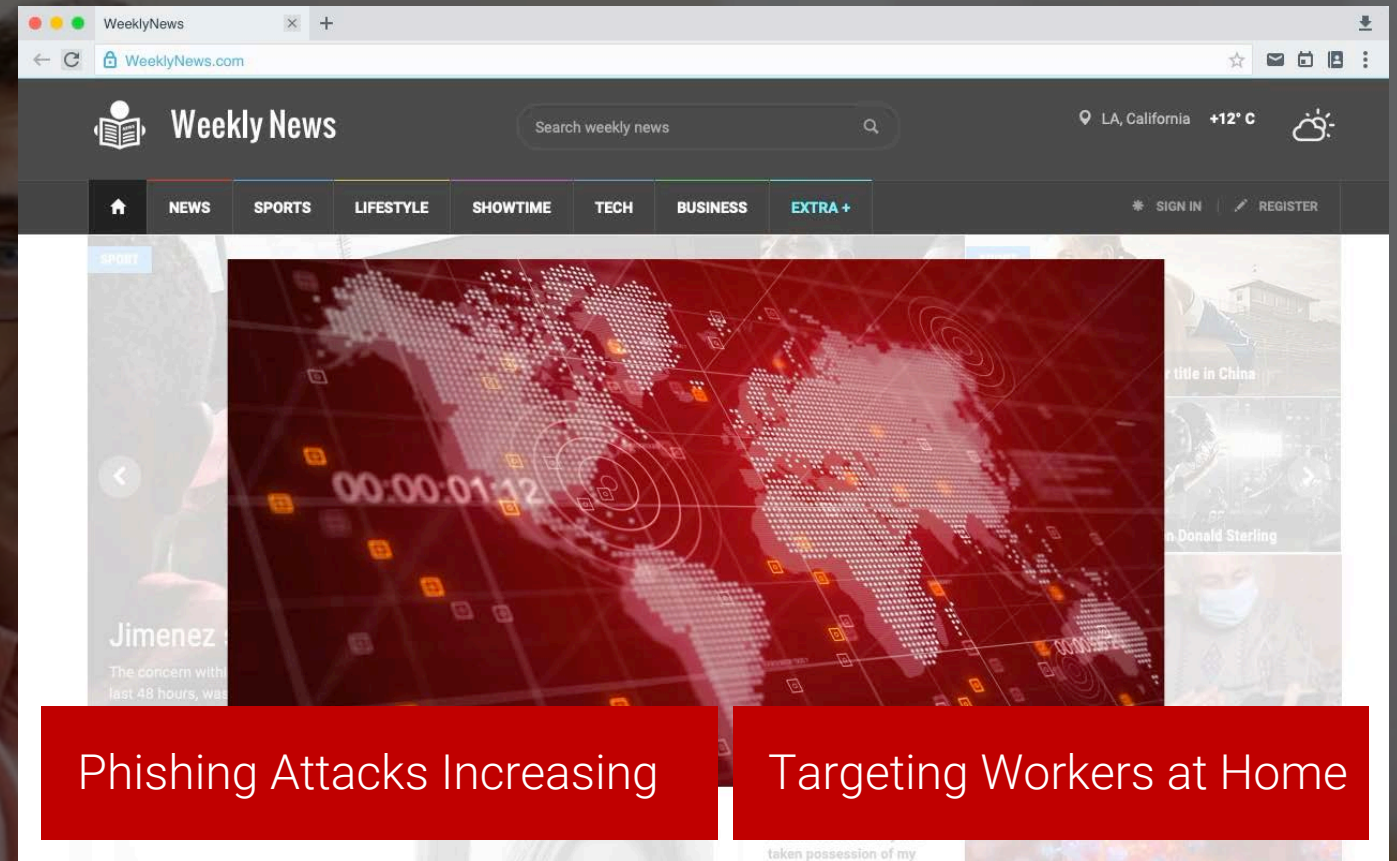 WeeklyNews
WeeklyNews.com
Weekly News
Search weekly news
LA, California +12° C
NEWS SPORTS LIFESTYLE SHOWTIME TECH BUSINESS EXTRA +
SIGN IN REGISTER
SPORT
title in China
00:00:01:12
Donald Sterling
Jimenez
The concern
last 48 hours, was
Phishing Attacks Increasing
Targeting Workers at Home
taken possession of my